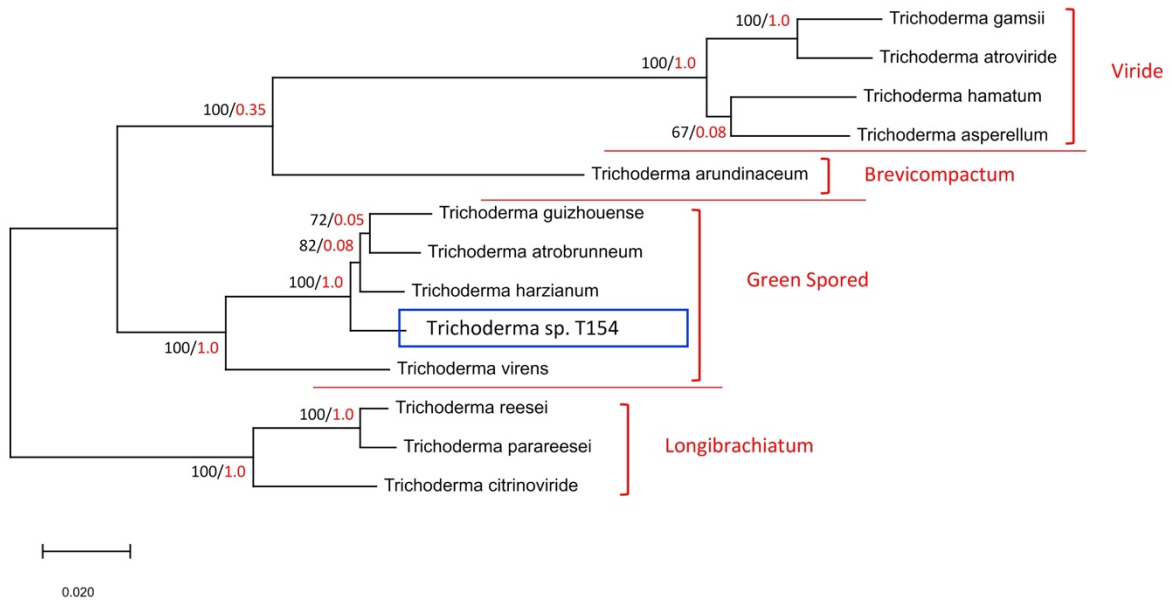 100/1.0
Trichoderma gamsii
Trichoderma atroviride
100/1.0
Viride
Trichoderma hamatum
100/0.35
67/0.08
Trichoderma asperellum
Trichoderma arundinaceum
Brevicompactum
72/0.05
Trichoderma guizhouense
82/0.08
Trichoderma atrobrunneum
100/1.0
Trichoderma harzianum
Green Spored
Trichoderma sp. T154
100/1.0
Trichoderma virens
100/1.0
Trichoderma reesei
Trichoderma parareesei
Longibrachiatum
100/1.0
Trichoderma citrinoviride
0.020